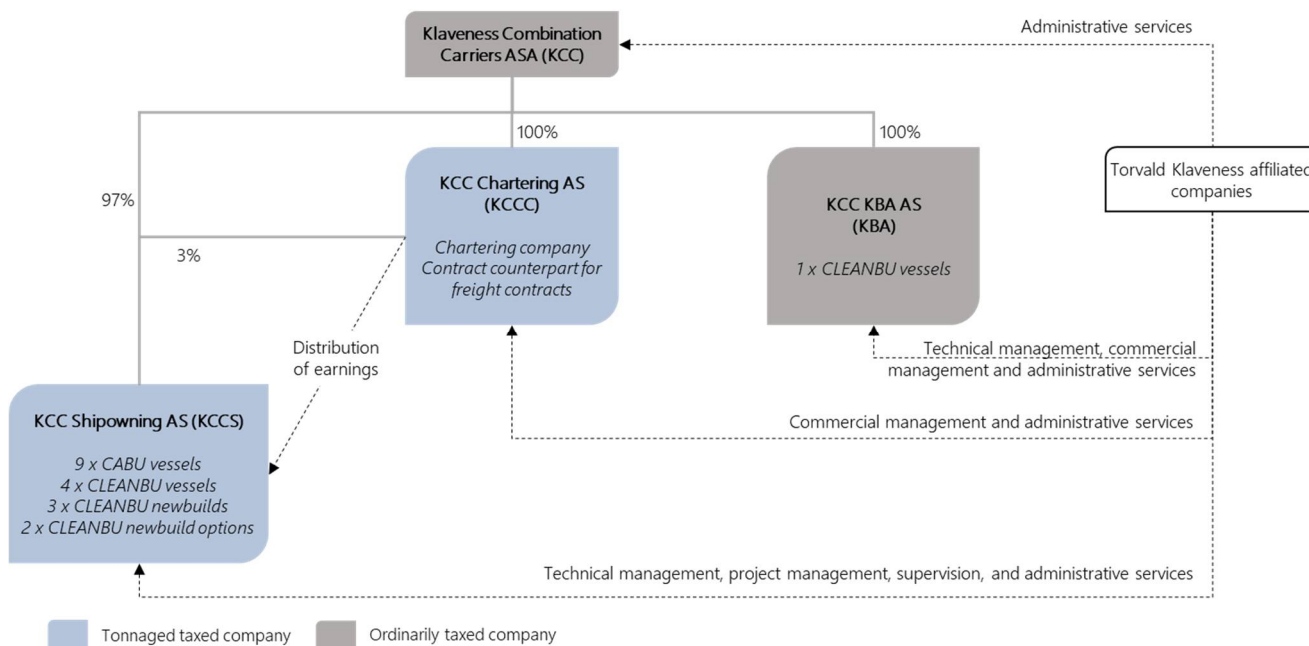 Klaveness Combination
Carriers ASA (KCC)
Administrative services
100%
100%
97%
3%
KCC Chartering AS
(KCCC)
Chartering company
Contract counterpart for
freight contracts
KCC KBA AS
(KBA)
1 x CLEANBU vessels
Torvald Klaveness affiliated
companies
Distribution
of earnings
Technical management, commercial
management and administrative services
KCC Shipowning AS (KCCS)
9 x CABU vessels
4 x CLEANBU vessels
3 x CLEANBU newbuilds
2 x CLEANBU newbuild options
Commercial management and administrative services
Technical management, project management, supervision, and administrative services
Tonnaged taxed company
Ordinarily taxed company